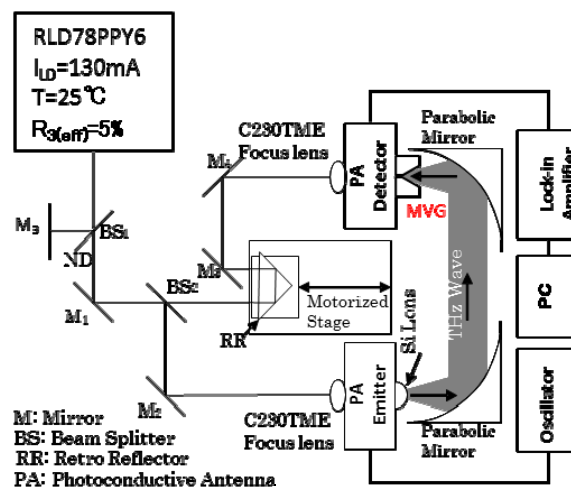 RLD78PPY6
I_LD=130mA
T=25℃
R_3(eff)=5%
C230TME
Focus lens
M₄
PA
Detector
Parabolic
Mirror
MVG
Lock-in
Amplifier
M₃
BS₁
ND
M₁
BS₂
M₃
RR
Motorized
Stage
THz Wave
PC
Si Lens
M₂
C230TME
Focus lens
PA
Emitter
Parabolic
Mirror
Oscillator
M: Mirror
BS: Beam Splitter
RR: Retro Reflector
PA: Photoconductive Antenna